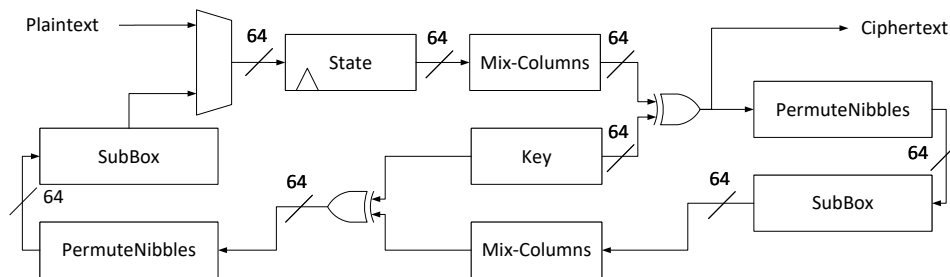 Plaintext
64
State
64
Mix-Columns
64
Ciphertext
PermuteNibbles
64
SubBox
Key
64
64
SubBox
64
64
PermuteNibbles
Mix-Columns